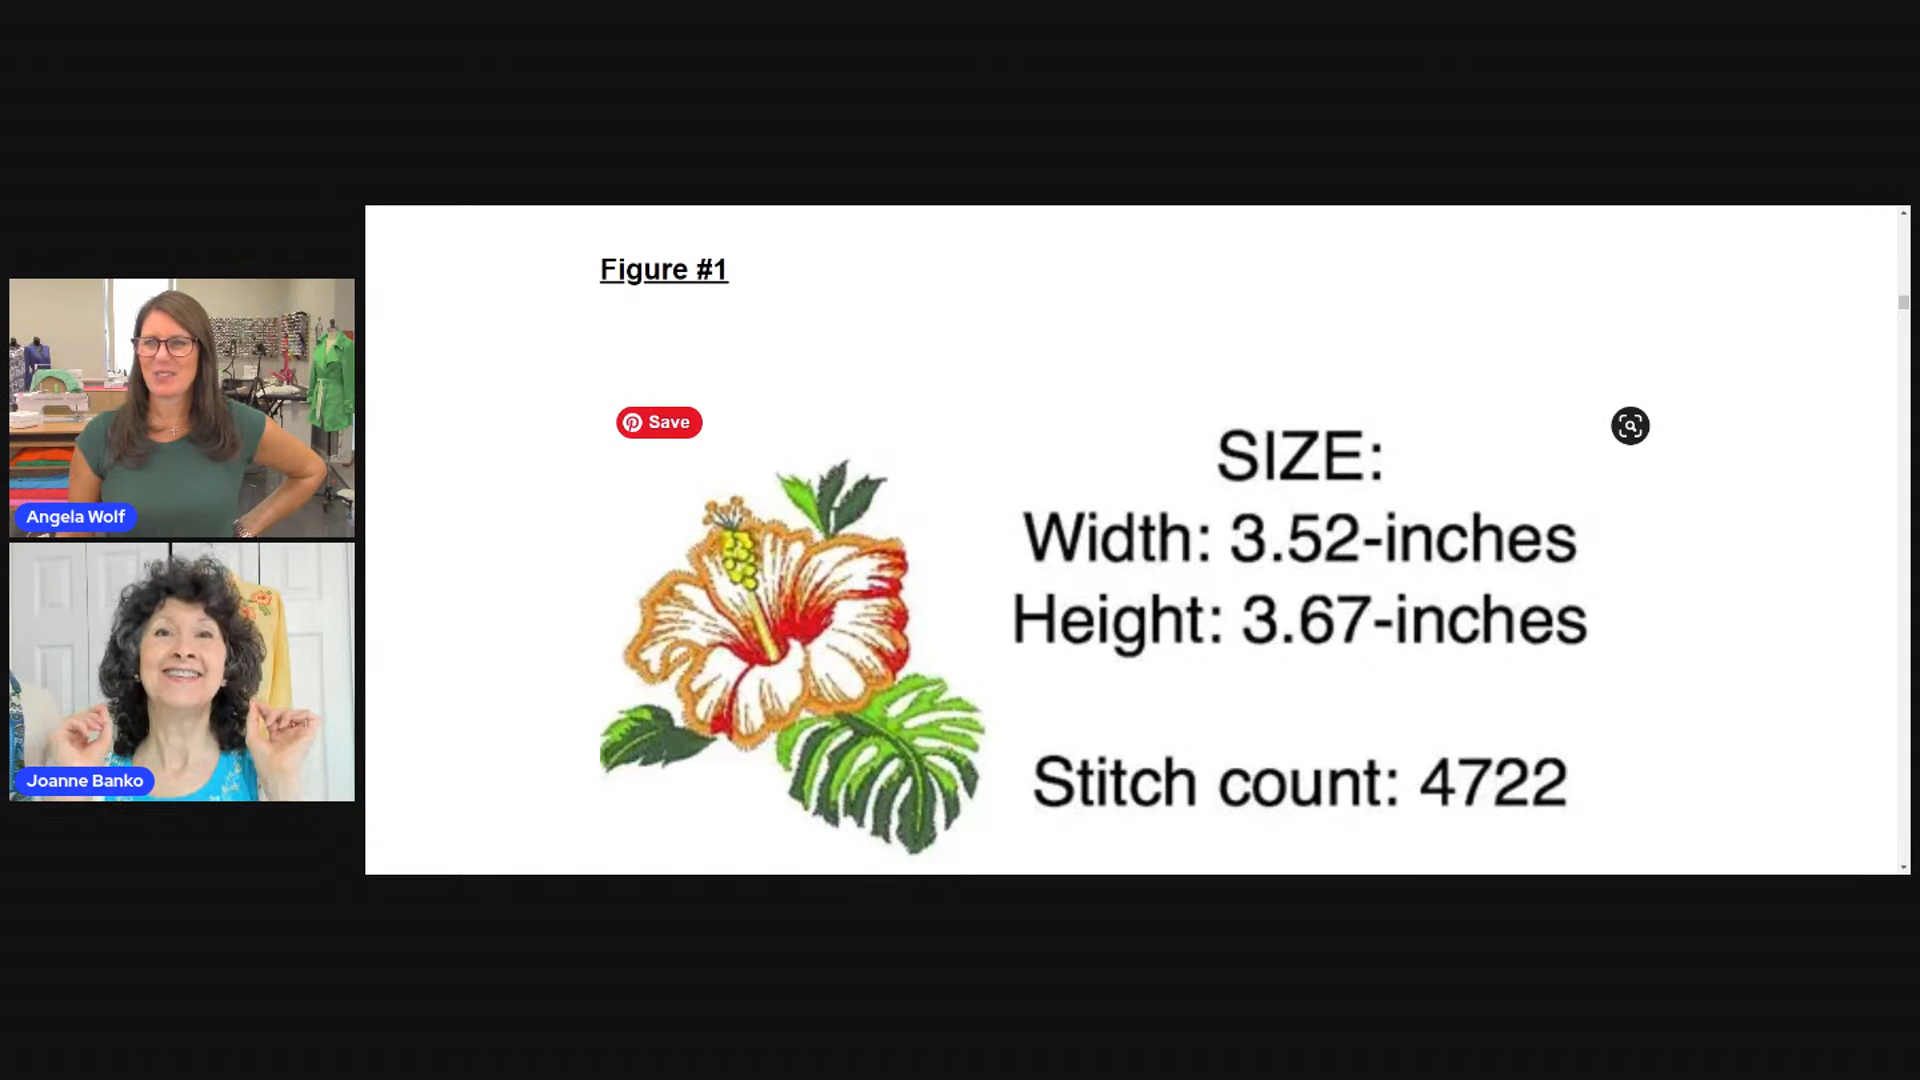 Figure #1
Save
SIZE:
Width: 3.52-inches
Height: 3.67-inches
Stitch count: 4722
Angela Wolf
Joanne Banko